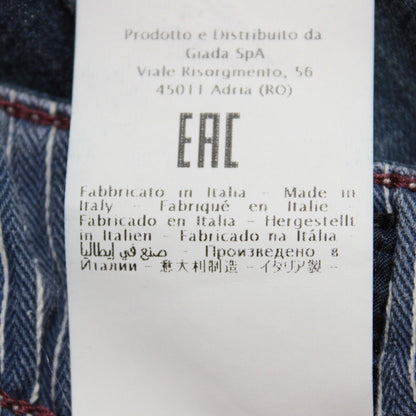 Prodotto e Distribuito da
Giada SpA
Viale Risorgmento, 56
45011 Adria (RO)
EAC
Fabbricato in Italia - Made in
Italy - Fabriqué en Italie -
Fabricado en Italia - Hergestellt
in Italien - Fabricado na Itália
صنع في إيطاليا - Произведено в
Италии - 意大利制造 - イタリア製 -